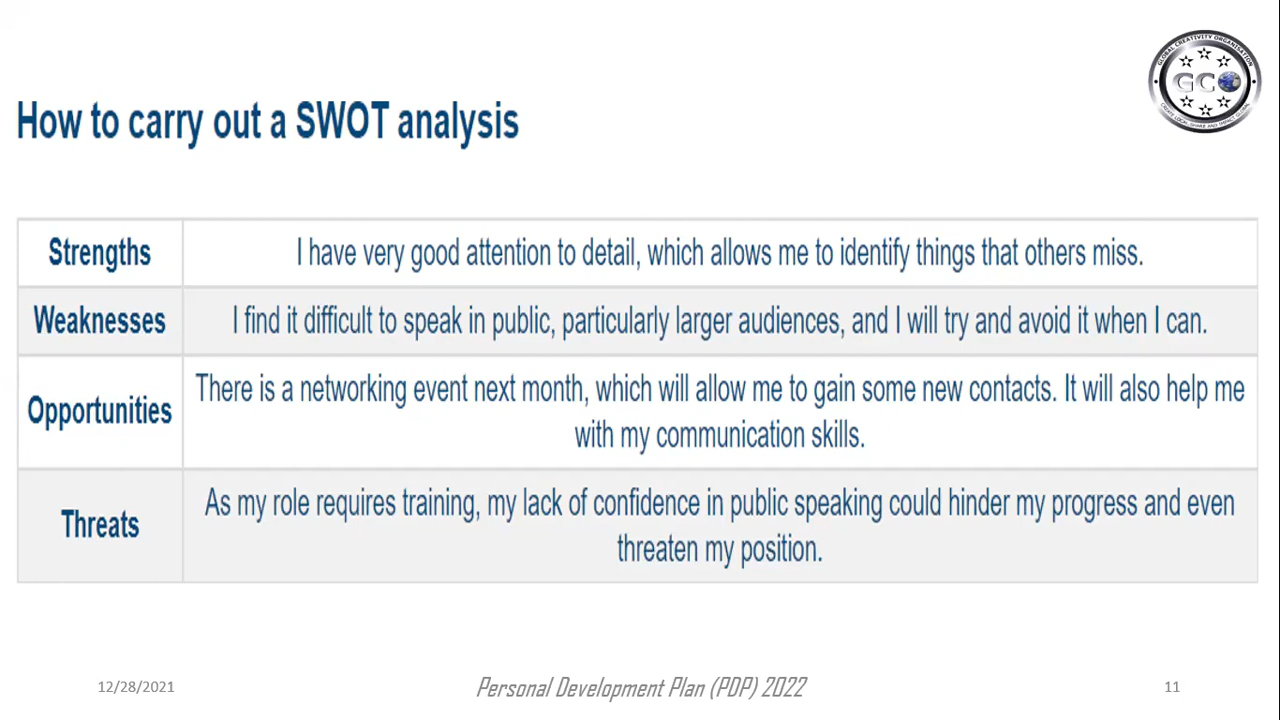 GLOBAL CREATIVITY ORGANISATION
GCO
How to carry out a SWOT analysis
Strengths
I have very good attention to detail, which allows me to identify things that others miss.
Weaknesses
I find it difficult to speak in public, particularly larger audiences, and I will try and avoid it when I can.
Opportunities
There is a networking event next month, which will allow me to gain some new contacts. It will also help me
with my communication skills.
Threats
As my role requires training, my lack of confidence in public speaking could hinder my progress and even
threaten my position.
12/28/2021
Personal Development Plan (PDP) 2022
11